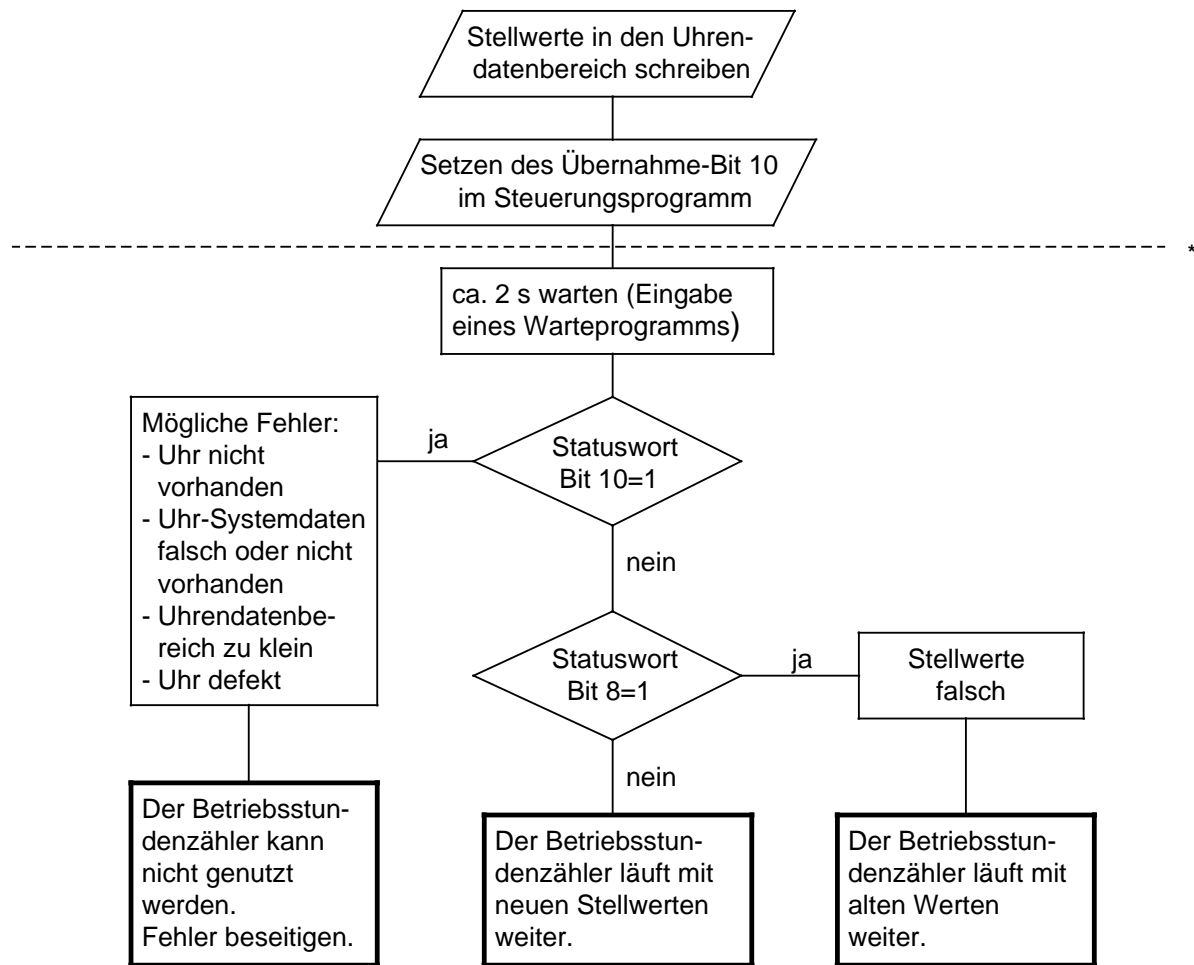 Stellwerte in den Uhren-
datenbereich schreiben
Setzen des Übernahme-Bit 10
im Steuerungsprogramm
*
ca. 2 s warten (Eingabe
eines Warteprogramms)
Mögliche Fehler:
- Uhr nicht
vorhanden
- Uhr-Systemdaten
falsch oder nicht
vorhanden
- Uhrendatenbe-
reich zu klein
- Uhr defekt
ja
Statuswort
Bit 10=1
nein
Statuswort
Bit 8=1
ja
Stellwerte
falsch
nein
Der Betriebsstun-
denzähler kann
nicht genutzt
werden.
Fehler beseitigen.
Der Betriebsstun-
denzähler läuft mit
neuen Stellwerten
weiter.
Der Betriebsstun-
denzähler läuft mit
alten Werten
weiter.